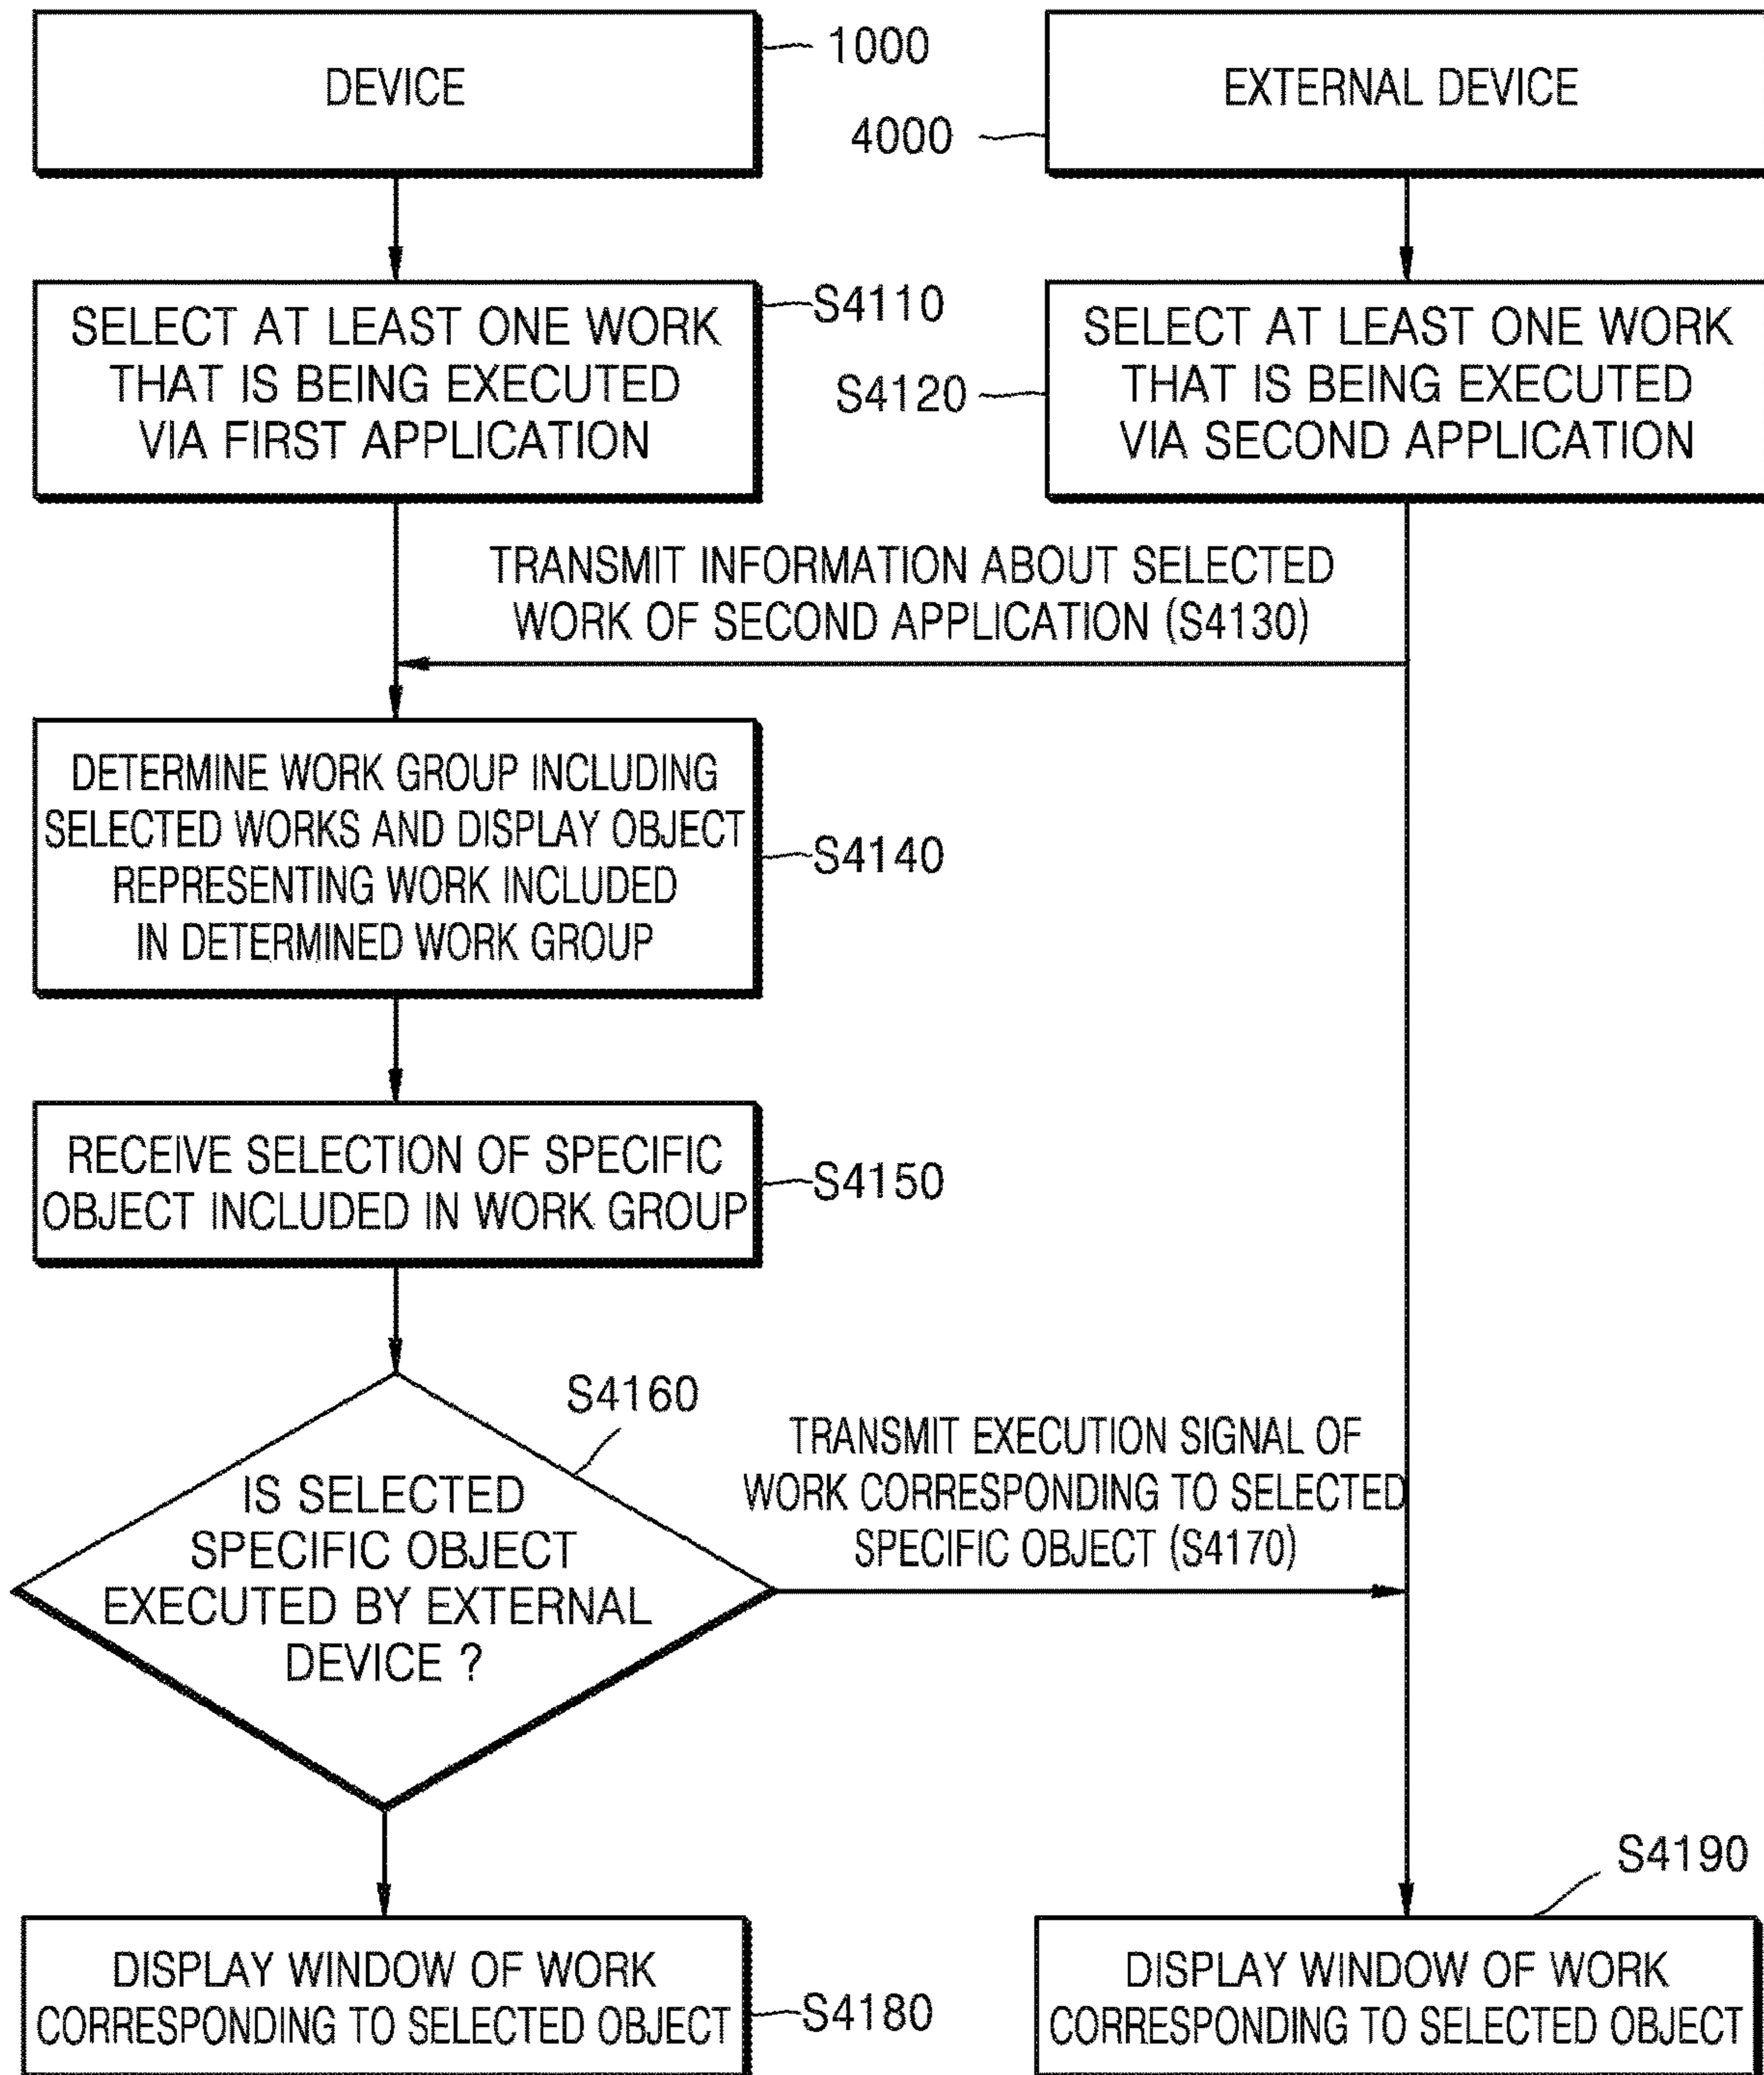 DEVICE
1000
EXTERNAL DEVICE
4000
SELECT AT LEAST ONE WORK
THAT IS BEING EXECUTED
VIA FIRST APPLICATION
S4110
SELECT AT LEAST ONE WORK
THAT IS BEING EXECUTED
VIA SECOND APPLICATION
S4120
TRANSMIT INFORMATION ABOUT SELECTED
WORK OF SECOND APPLICATION (S4130)
DETERMINE WORK GROUP INCLUDING
SELECTED WORKS AND DISPLAY OBJECT
REPRESENTING WORK INCLUDED
IN DETERMINED WORK GROUP
S4140
RECEIVE SELECTION OF SPECIFIC
OBJECT INCLUDED IN WORK GROUP
S4150
S4160
IS SELECTED
SPECIFIC OBJECT
EXECUTED BY EXTERNAL
DEVICE ?
TRANSMIT EXECUTION SIGNAL OF
WORK CORRESPONDING TO SELECTED
SPECIFIC OBJECT (S4170)
DISPLAY WINDOW OF WORK
CORRESPONDING TO SELECTED OBJECT
S4180
S4190
DISPLAY WINDOW OF WORK
CORRESPONDING TO SELECTED OBJECT